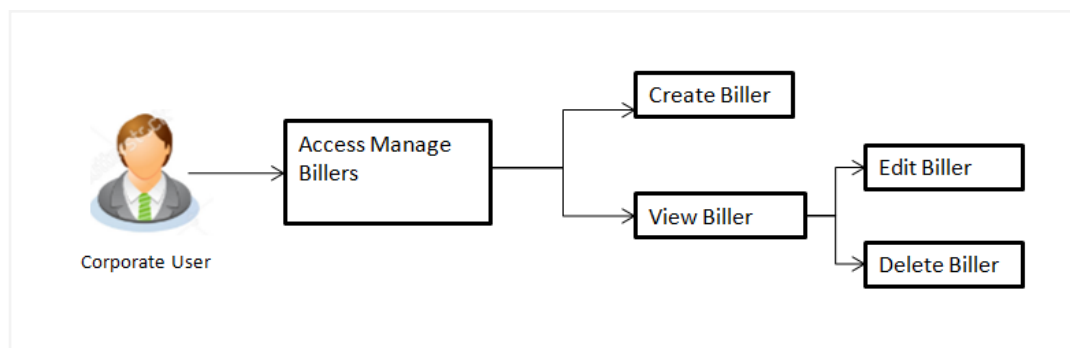 Create Biller
Access Manage
Billers
Edit Biller
View Biller
Corporate User
Delete Biller